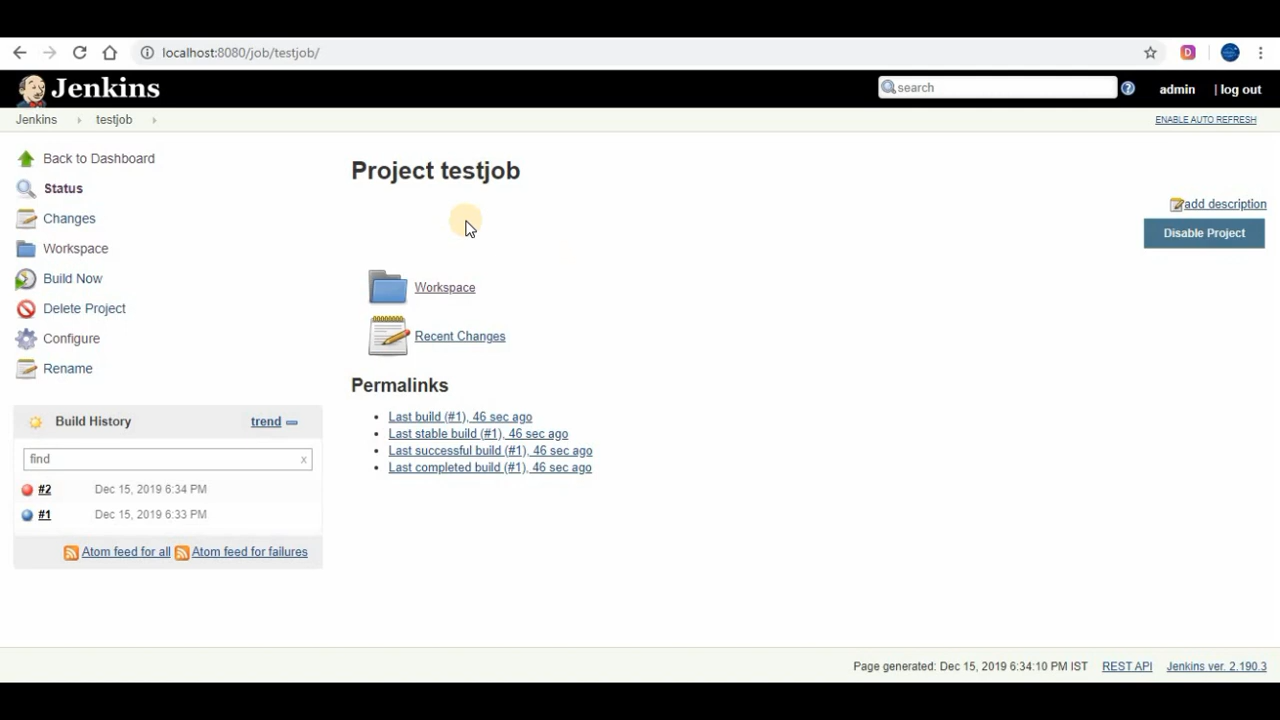 localhost:8080/job/testjob/
Jenkins
search
admin
| log out
Jenkins
testjob
ENABLE AUTO REFRESH
Back to Dashboard
Status
Changes
Workspace
Build Now
Delete Project
Configure
Rename
Project testjob
add description
Disable Project
Workspace
Recent Changes
Permalinks
Last build (#1), 46 sec ago
Last stable build (#1), 46 sec ago
Last successful build (#1), 46 sec ago
Last completed build (#1), 46 sec ago
Build History
trend
find
x
#2 Dec 15, 2019 6:34 PM
#1 Dec 15, 2019 6:33 PM
Atom feed for all
Atom feed for failures
Page generated: Dec 15, 2019 6:34:10 PM IST
REST API
Jenkins ver. 2.190.3